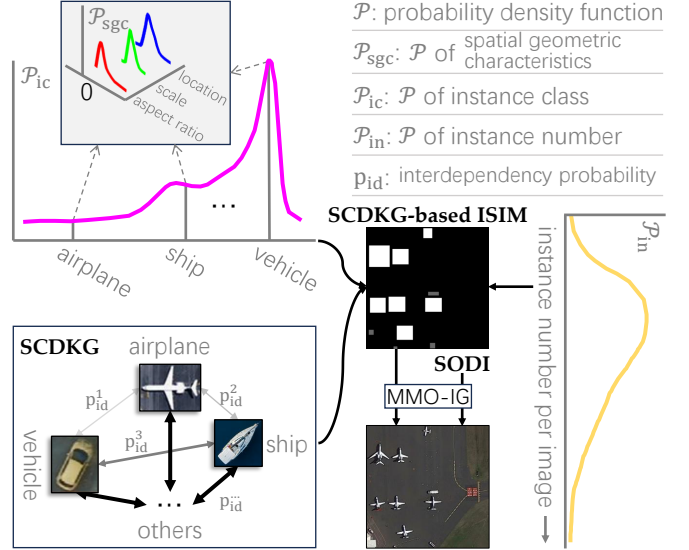 𝒫sgc
0
location
scale
aspect ratio
𝒫ic
...
airplane
ship
vehicle
𝒫: probability density function
𝒫sgc: 𝒫 of spatial geometric
characteristics
𝒫ic: 𝒫 of instance class
𝒫in: 𝒫 of instance number
pid: interdependency probability
SCDKG-based ISIM
instance number per image
𝒫in
SCDKG
airplane
p¹id
p²id
p³id
vehicle
ship
...
p...id
others
SODI
MMO-IG